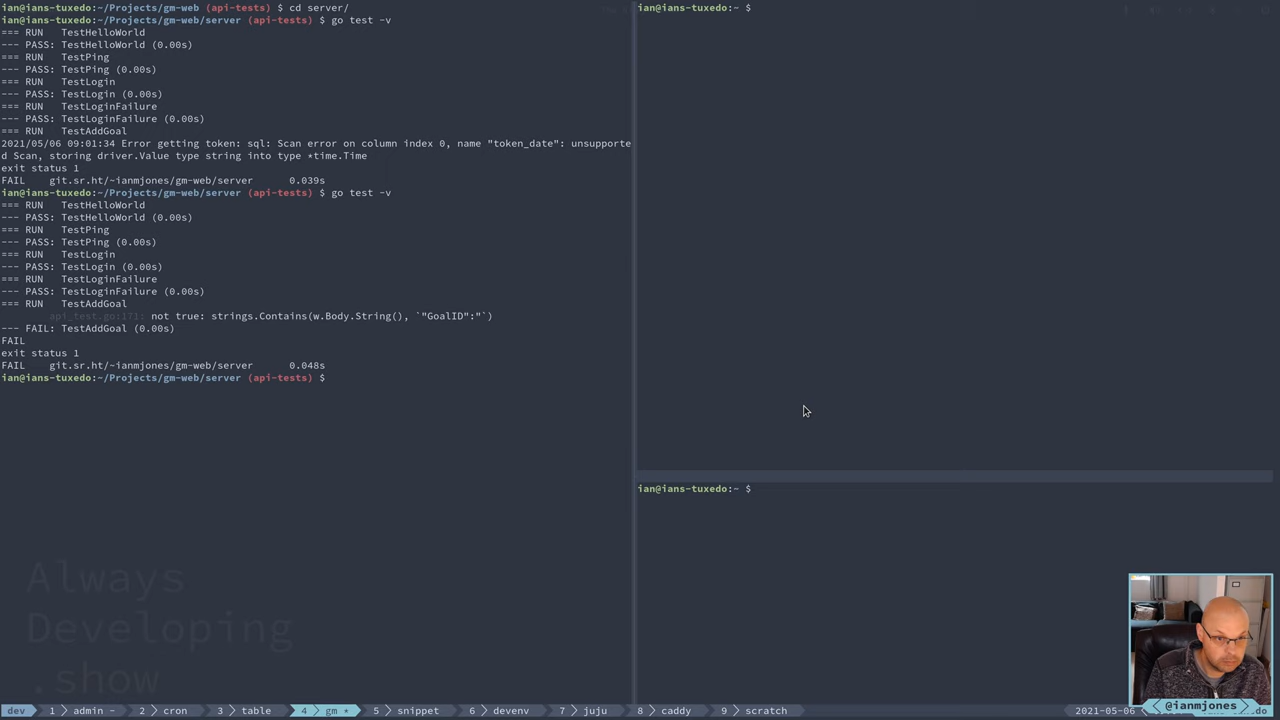 ian@ians-tuxedo:~/Projects/gm-web (api-tests) $ cd server/
ian@ians-tuxedo:~/Projects/gm-web/server (api-tests) $ go test -v
=== RUN   TestHelloWorld
--- PASS: TestHelloWorld (0.00s)
=== RUN   TestPing
--- PASS: TestPing (0.00s)
=== RUN   TestLogin
--- PASS: TestLogin (0.00s)
=== RUN   TestLoginFailure
--- PASS: TestLoginFailure (0.00s)
=== RUN   TestAddGoal
2021/05/06 09:01:34 Error getting token: sql: Scan error on column index 0, name "token_date": unsupporte
d Scan, storing driver.Value type string into type *time.Time
exit status 1
FAIL    git.sr.ht/~ianmjones/gm-web/server      0.039s
ian@ians-tuxedo:~/Projects/gm-web/server (api-tests) $ go test -v
=== RUN   TestHelloWorld
--- PASS: TestHelloWorld (0.00s)
=== RUN   TestPing
--- PASS: TestPing (0.00s)
=== RUN   TestLogin
--- PASS: TestLogin (0.00s)
=== RUN   TestLoginFailure
--- PASS: TestLoginFailure (0.00s)
=== RUN   TestAddGoal
api_test.go:171: not true: strings.Contains(w.Body.String(), `"GoalID":"`)
--- FAIL: TestAddGoal (0.00s)
FAIL
exit status 1
FAIL    git.sr.ht/~ianmjones/gm-web/server      0.048s
ian@ians-tuxedo:~/Projects/gm-web/server (api-tests) $
ian@ians-tuxedo:~ $
ian@ians-tuxedo:~ $
Always
Developing
.show
@ianmjones
dev 1 admin - 2 cron 3 table 4 gm * 5 snippet 6 devenv 7 juju 8 caddy 9 scratch 2021-05-06